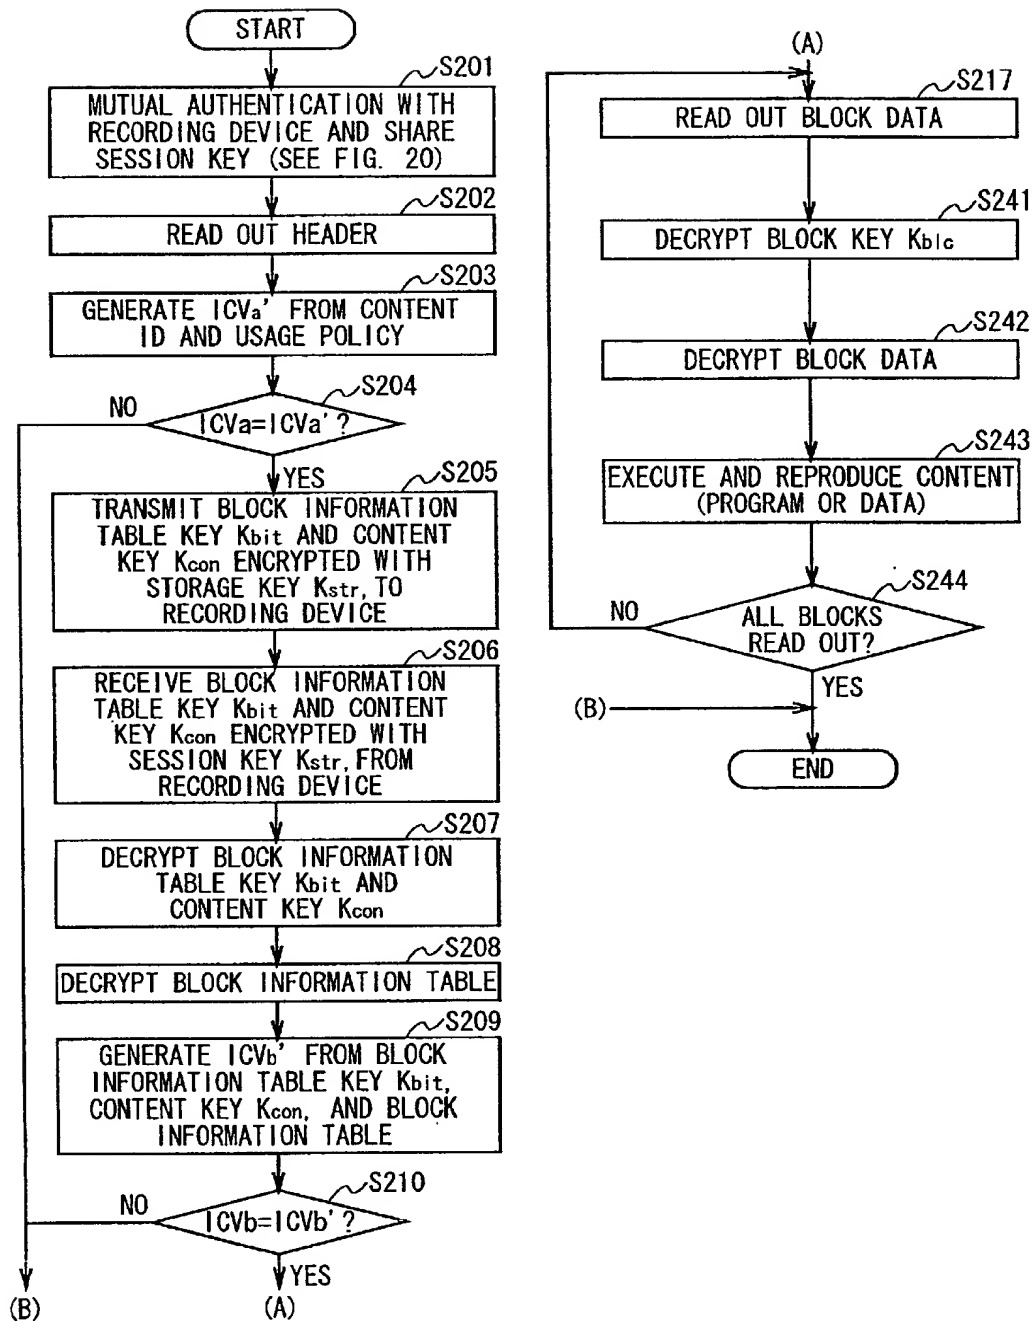 START
S201
MUTUAL AUTHENTICATION WITH
RECORDING DEVICE AND SHARE
SESSION KEY (SEE FIG. 20)
S202
READ OUT HEADER
S203
GENERATE ICVa' FROM CONTENT
ID AND USAGE POLICY
S204
NO
ICVa=ICVa'?
YES
S205
TRANSMIT BLOCK INFORMATION
TABLE KEY Kbit AND CONTENT
KEY Kcon ENCRYPTED WITH
STORAGE KEY Kstr, TO
RECORDING DEVICE
S206
RECEIVE BLOCK INFORMATION
TABLE KEY Kbit AND CONTENT
KEY Kcon ENCRYPTED WITH
SESSION KEY Kstr, FROM
RECORDING DEVICE
S207
DECRYPT BLOCK INFORMATION
TABLE KEY Kbit AND
CONTENT KEY Kcon
S208
DECRYPT BLOCK INFORMATION TABLE
S209
GENERATE ICVb' FROM BLOCK
INFORMATION TABLE KEY Kbit,
CONTENT KEY Kcon, AND BLOCK
INFORMATION TABLE
S210
NO
ICVb=ICVb'?
YES
(B)
(A)
(A)
S217
READ OUT BLOCK DATA
S241
DECRYPT BLOCK KEY Kblc
S242
DECRYPT BLOCK DATA
S243
EXECUTE AND REPRODUCE CONTENT
(PROGRAM OR DATA)
S244
NO
ALL BLOCKS
READ OUT?
YES
(B)
END